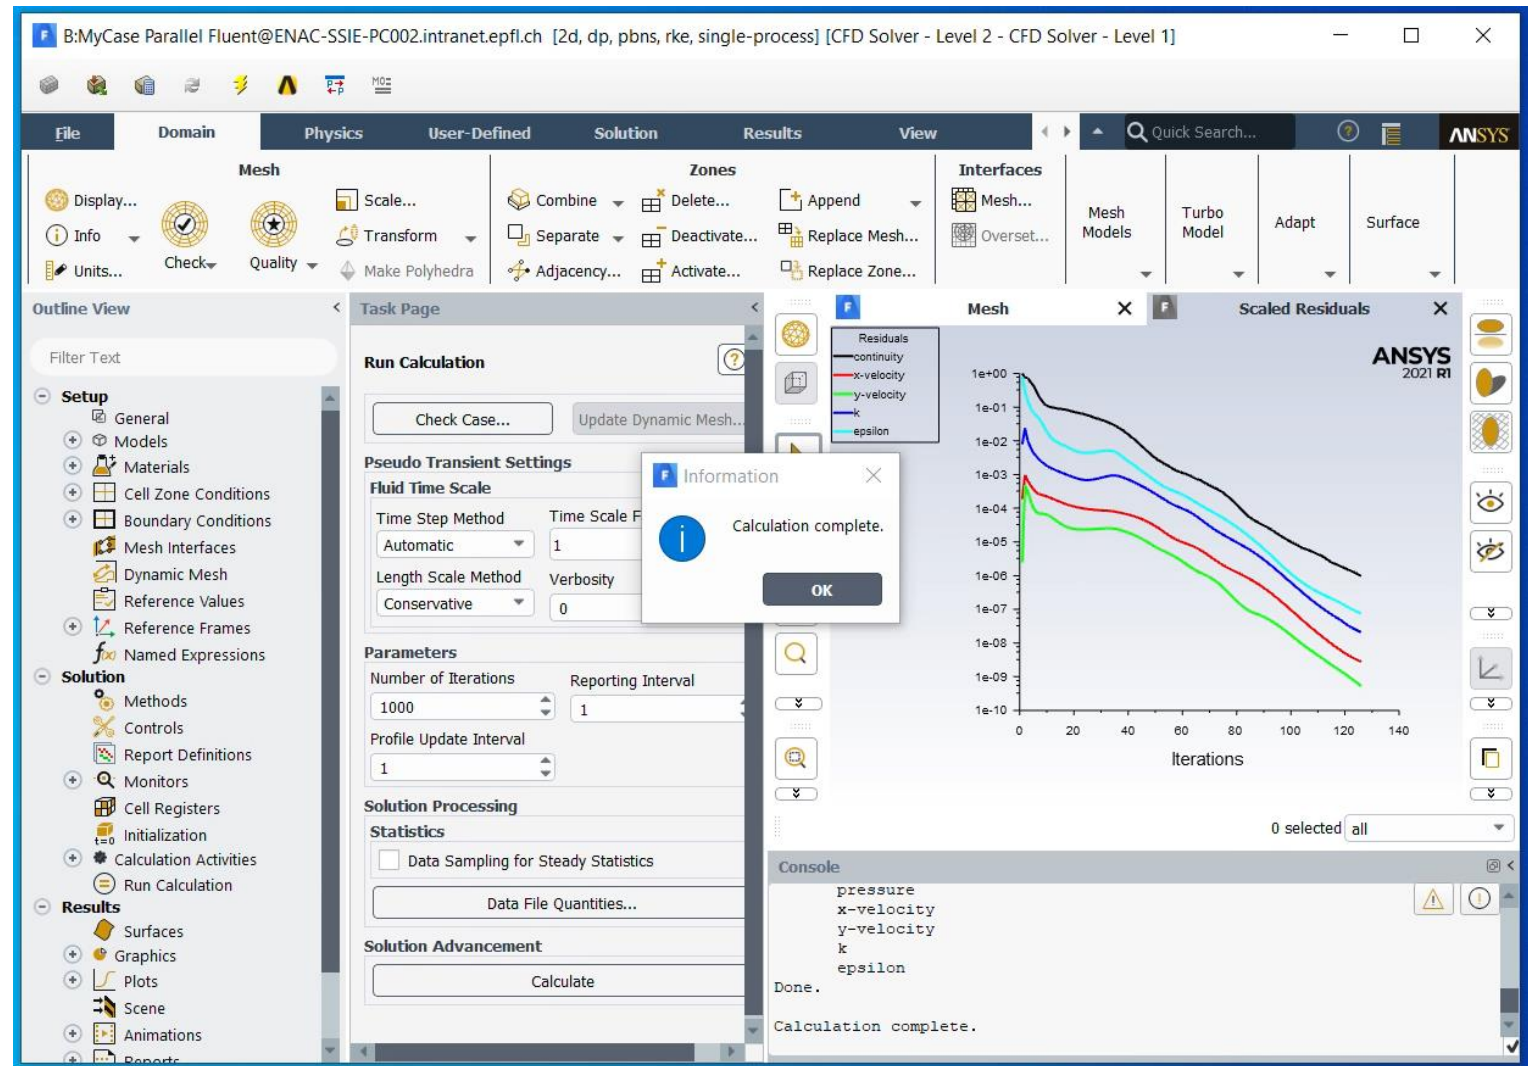 B:MyCase Parallel Fluent@ENAC-SSIE-PC002.intranet.epfl.ch [2d, dp, pbns, rke, single-process] [CFD Solver - Level 2 - CFD Solver - Level 1]
File Domain Physics User-Defined Solution Results View Quick Search... ANSYS
Mesh
Display...
Info
Units...
Check
Quality
Scale...
Transform
Make Polyhedra
Zones
Combine Delete... Append
Separate Deactivate... Replace Mesh...
Adjacency... Activate... Replace Zone...
Interfaces
Mesh...
Overset...
Mesh
Models
Turbo
Model
Adapt
Surface
Outline View
Filter Text
Setup
General
Models
Materials
Cell Zone Conditions
Boundary Conditions
Mesh Interfaces
Dynamic Mesh
Reference Values
Reference Frames
Named Expressions
Solution
Methods
Controls
Report Definitions
Monitors
Cell Registers
t=0 Initialization
Calculation Activities
Run Calculation
Results
Surfaces
Graphics
Plots
Scene
Animations
Reports
Task Page
Run Calculation
Check Case... Update Dynamic Mesh...
Pseudo Transient Settings
Fluid Time Scale
Time Step Method Time Scale F
Automatic 1
Length Scale Method Verbosity
Conservative 0
Parameters
Number of Iterations Reporting Interval
1000 1
Profile Update Interval
1
Solution Processing
Statistics
Data Sampling for Steady Statistics
Data File Quantities...
Solution Advancement
Calculate
Information
Calculation complete.
OK
Mesh Scaled Residuals
Residuals
continuity
x-velocity
y-velocity
k
epsilon
ANSYS
2021 R1
1e+00
1e-01
1e-02
1e-03
1e-04
1e-05
1e-06
1e-07
1e-08
1e-09
1e-10
0 20 40 60 80 100 120 140
Iterations
0 selected all
Console
pressure
x-velocity
y-velocity
k
epsilon
Done.
Calculation complete.